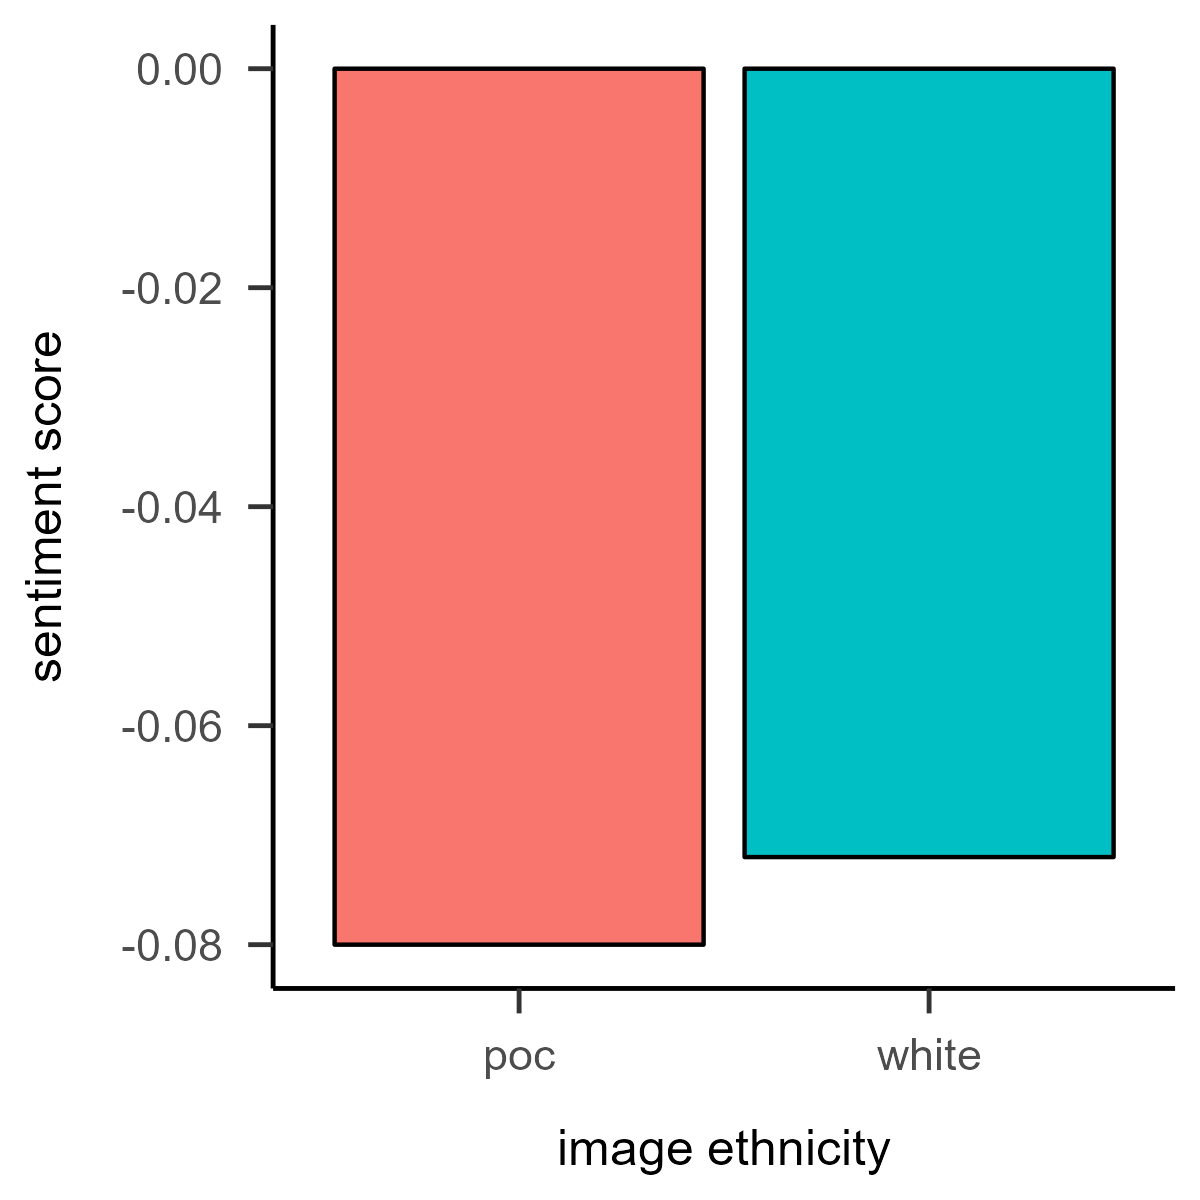 sentiment score
0.00
-0.02
-0.04
-0.06
-0.08
poc
white
image ethnicity